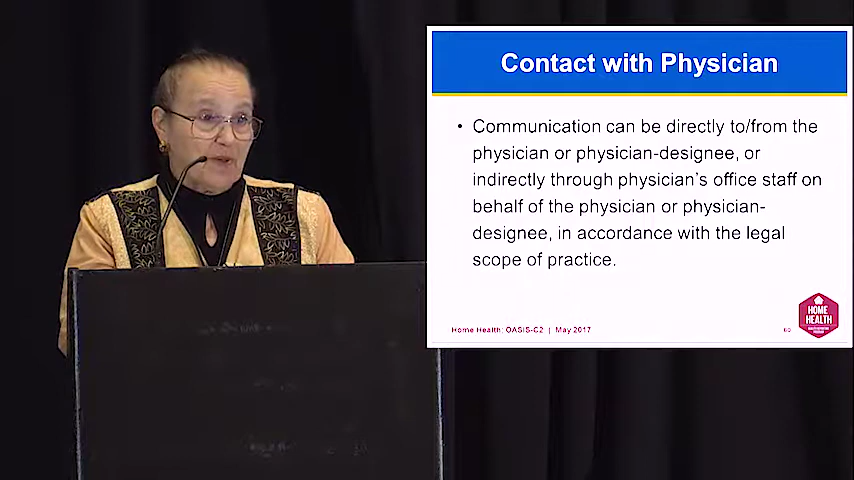 Contact with Physician
• Communication can be directly to/from the
physician or physician-designee, or
indirectly through physician's office staff on
behalf of the physician or physician-
designee, in accordance with the legal
scope of practice.
Home Health: OASIS-C2 | May 2017
60
HOME
HEALTH